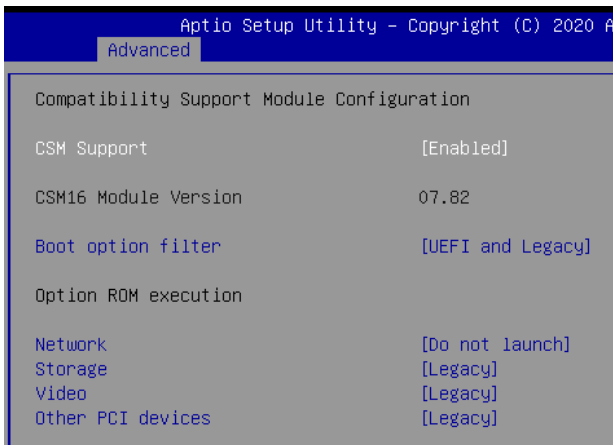 Aptio Setup Utility – Copyright (C) 2020 A
Advanced
Compatibility Support Module Configuration
CSM Support [Enabled]
CSM16 Module Version 07.82
Boot option filter [UEFI and Legacy]
Option ROM execution
Network [Do not launch]
Storage [Legacy]
Video [Legacy]
Other PCI devices [Legacy]